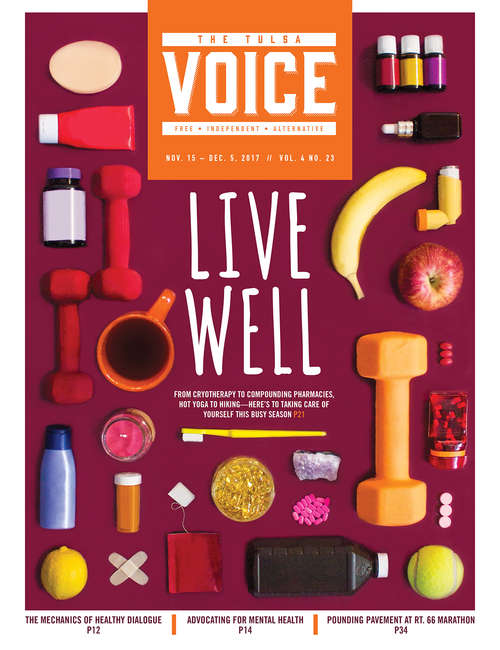 THE TULSA
VOICE
FREE • INDEPENDENT • ALTERNATIVE
NOV. 15 – DEC. 5, 2017 // VOL. 4 NO. 23
LIVE
WELL
FROM CRYOTHERAPY TO COMPOUNDING PHARMACIES,
HOT YOGA TO HIKING—HERE'S TO TAKING CARE OF
YOURSELF THIS BUSY SEASON P21
THE MECHANICS OF HEALTHY DIALOGUE
P12
ADVOCATING FOR MENTAL HEALTH
P14
POUNDING PAVEMENT AT RT. 66 MARATHON
P34